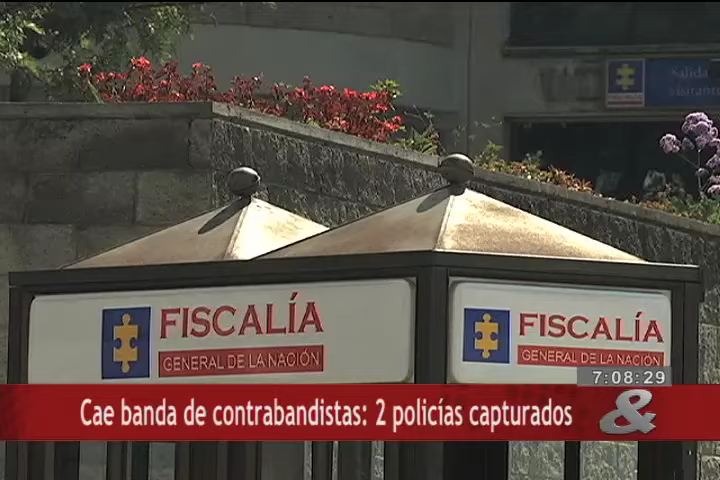 Salida
visitantes
FISCALÍA
GENERAL DE LA NACIÓN
FISCALÍA
GENERAL DE LA NACIÓN
7:08:29
Cae banda de contrabandistas: 2 policías capturados &